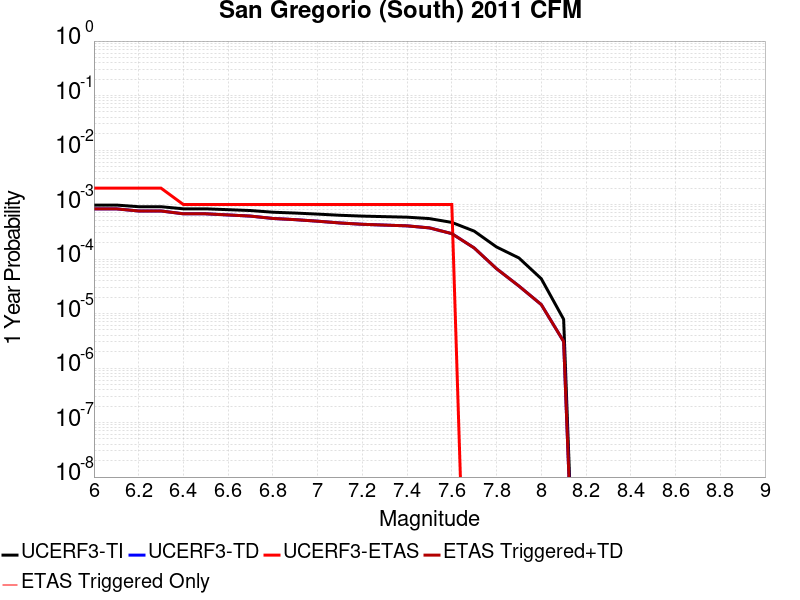 San Gregorio (South) 2011 CFM
10^0
10^-1
10^-2
10^-3
10^-4
10^-5
10^-6
10^-7
10^-8
1 Year Probability
6 6.2 6.4 6.6 6.8 7 7.2 7.4 7.6 7.8 8 8.2 8.4 8.6 8.8 9
Magnitude
UCERF3-TI UCERF3-TD UCERF3-ETAS ETAS Triggered+TD
ETAS Triggered Only